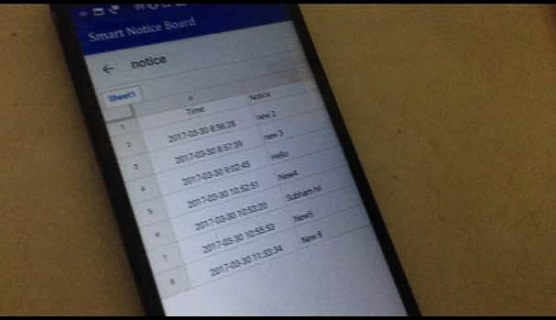 Smart Notice Board
← notice
Sheet1
A
1 Time Notice
2 2017-03-30 8:56:28 new 2
3 2017-03-30 8:57:39 new 3
4 2017-03-30 9:02:45 Hello
5 2017-03-30 10:52:51 New4
6 2017-03-30 10:53:20 Subham hi
7 2017-03-30 10:55:50 New5
8 2017-03-30 11:33:34 New 8